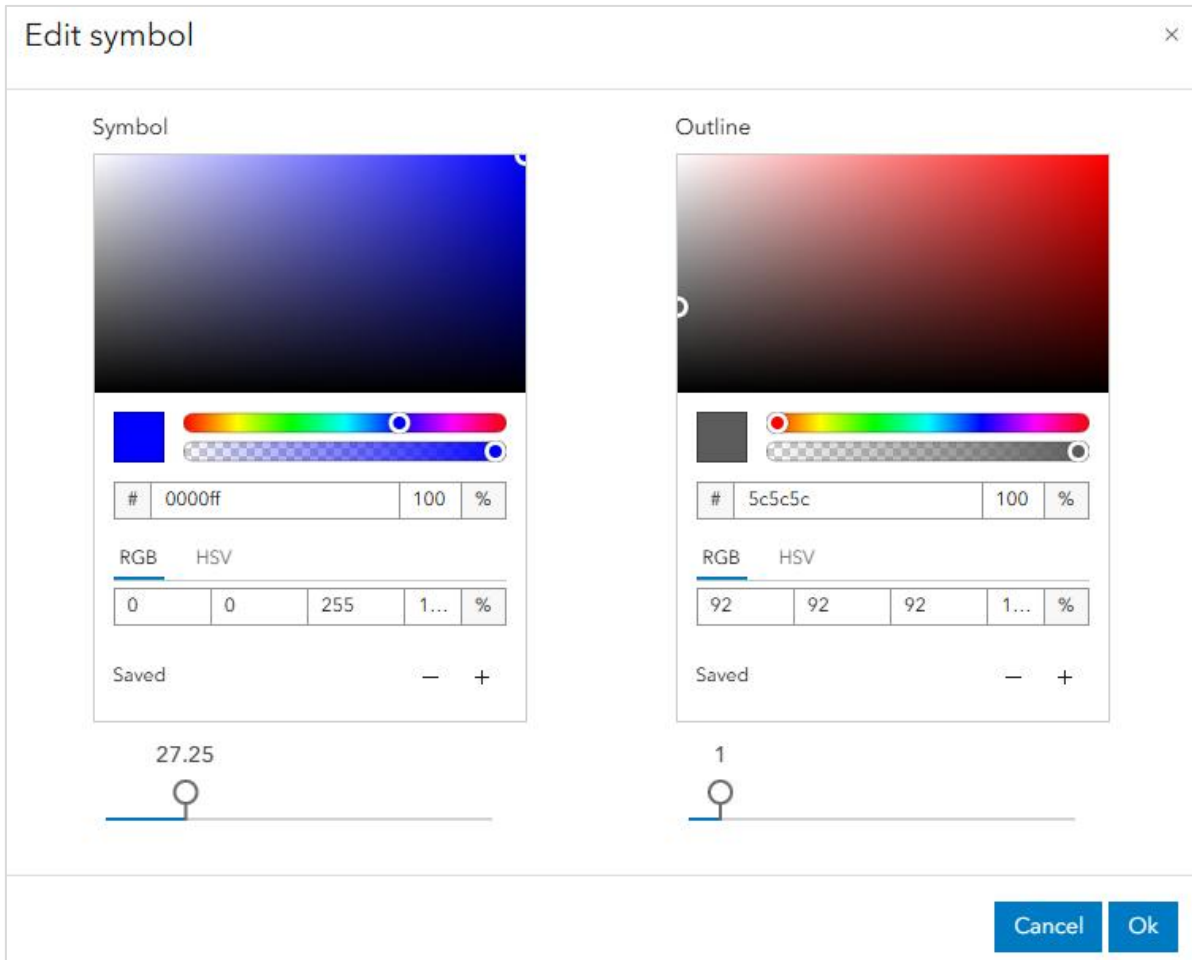 Edit symbol ×
Symbol
# 0000ff 100 %
RGB HSV
0 0 255 1... %
Saved − +
27.25
Outline
# 5c5c5c 100 %
RGB HSV
92 92 92 1... %
Saved − +
1
Cancel Ok